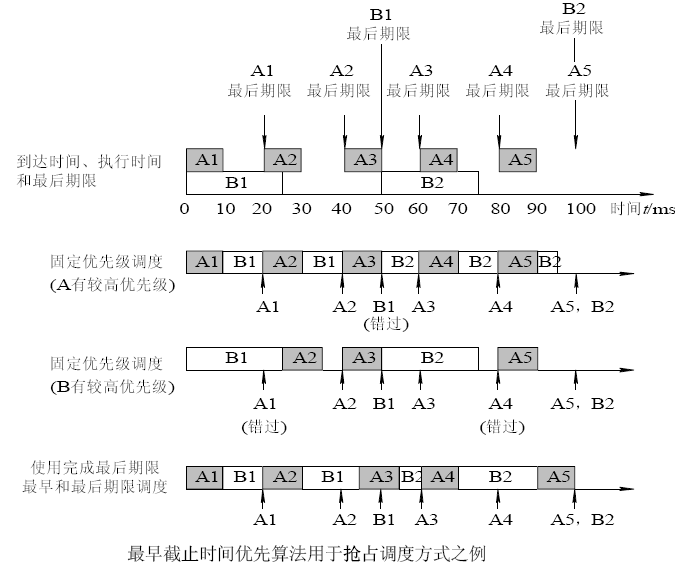 B1
最后期限
B2
最后期限
A1
最后期限
A2
最后期限
A3
最后期限
A4
最后期限
A5
最后期限
到达时间、执行时间
和最后期限
A1 A2 A3 A4 A5
B1 B2
0 10 20 30 40 50 60 70 80 90 100 时间t/ms
固定优先级调度
(A有较高优先级)
A1 B1 A2 B1 A3 B2 A4 B2 A5 B2
A1 A2 B1 A3 A4 A5，B2
(错过)
固定优先级调度
(B有较高优先级)
B1 A2 A3 B2 A5
A1 A2 B1 A3 A4 A5，B2
(错过) (错过)
使用完成最后期限
最早和最后期限调度
A1 B1 A2 B1 A3 B2 A4 B2 A5
A1 A2 B1 A3 A4 A5，B2
最早截止时间优先算法用于抢占调度方式之例